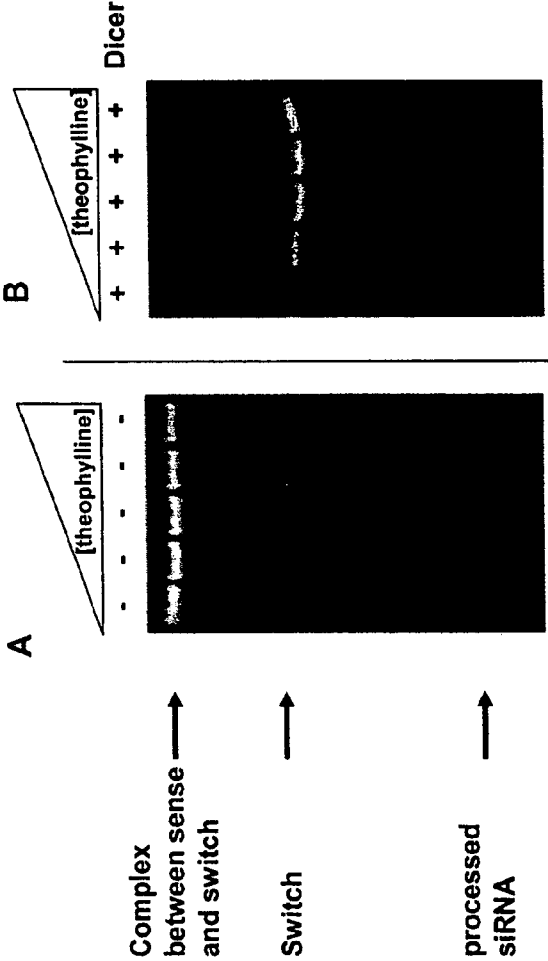 A
B
[theophylline]
[theophylline]
- - - - -
+ + + + +
Dicer
Complex
between sense
and switch
Switch
processed
siRNA